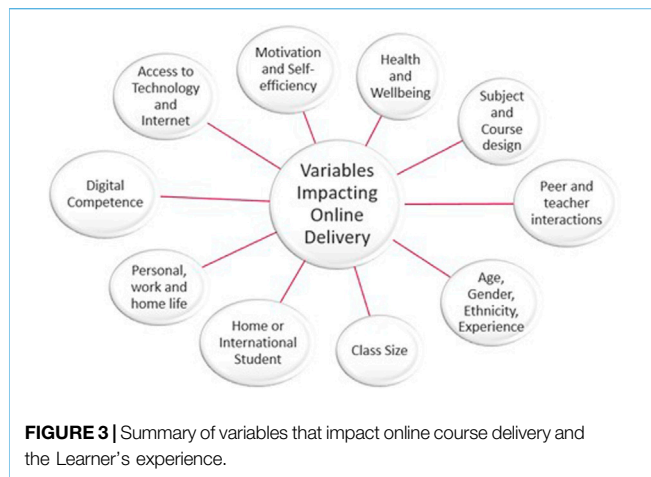 Motivation
and Self-
efficiency
Health
and
Wellbeing
Access to
Technology
and
Internet
Subject
and
Course
design
Variables
Impacting
Online
Delivery
Digital
Competence
Peer and
teacher
interactions
Personal,
work and
home life
Age,
Gender,
Ethnicity,
Experience
Home or
International
Student
Class Size
FIGURE 3 | Summary of variables that impact online course delivery and
the Learner's experience.